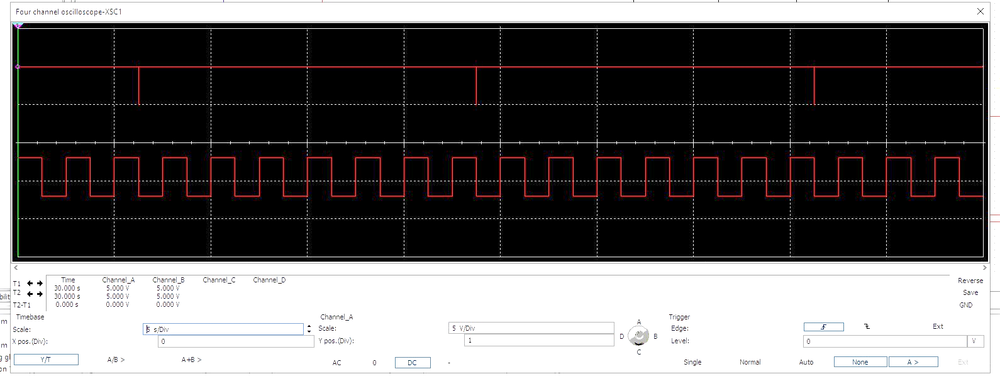 Four channel oscilloscope-XSC1
Time Channel_A Channel_B Channel_C Channel_D
T1 30.000 s 5.000 V 5.000 V
T2 30.000 s 5.000 V 5.000 V
T2-T1 0.000 s 0.000 V 0.000 V
Reverse
Save
GND
Timebase
Scale: 5 s/Div
X pos.(Div): 0
Y/T A/B > A+B >
Channel_A
Scale: 5 V/Div
Y pos.(Div): 1
AC 0 DC -
A
D B
C
Trigger
Edge: Ext
Level: 0 V
Single Normal Auto None A > Ext